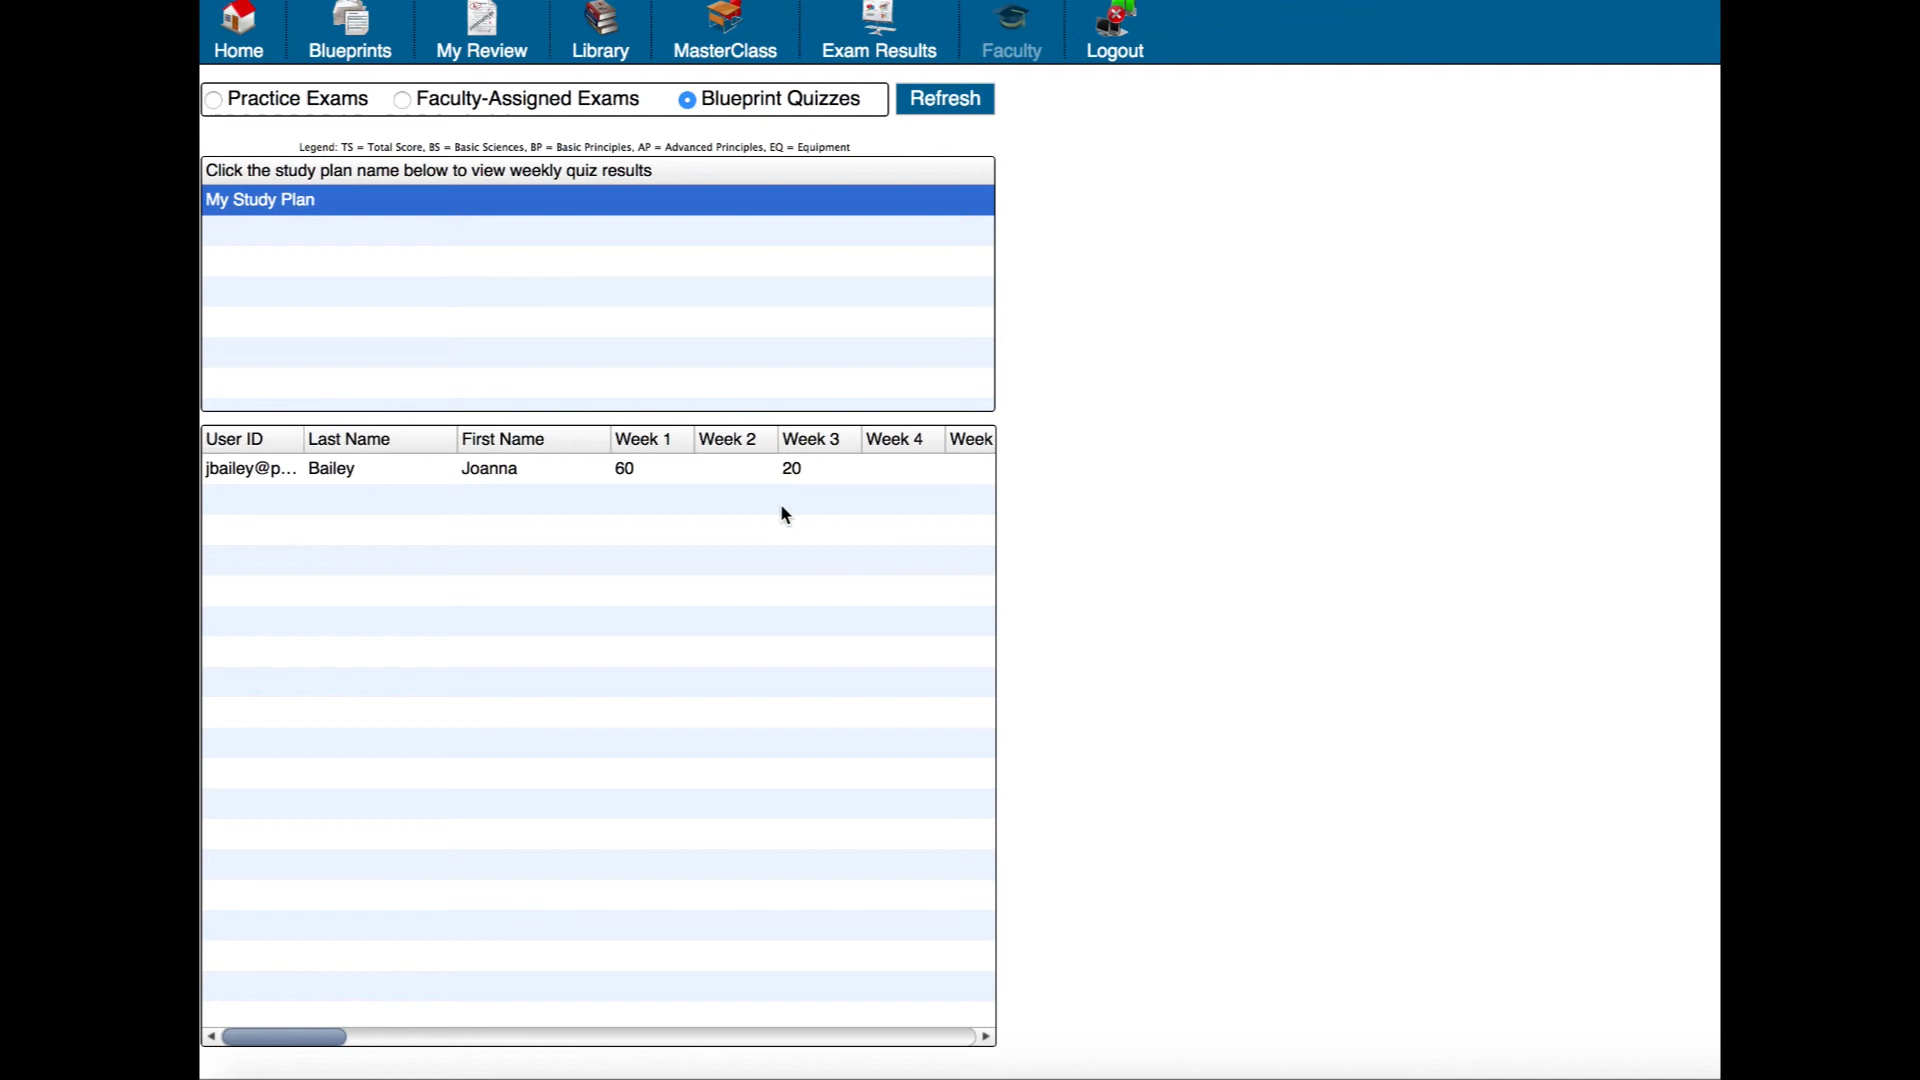 Home Blueprints My Review Library MasterClass Exam Results Faculty Logout
Practice Exams Faculty-Assigned Exams Blueprint Quizzes Refresh
Legend: TS = Total Score, BS = Basic Sciences, BP = Basic Principles, AP = Advanced Principles, EQ = Equipment
Click the study plan name below to view weekly quiz results
My Study Plan
User ID Last Name First Name Week 1 Week 2 Week 3 Week 4 Week
jbailey@p... Bailey Joanna 60 20